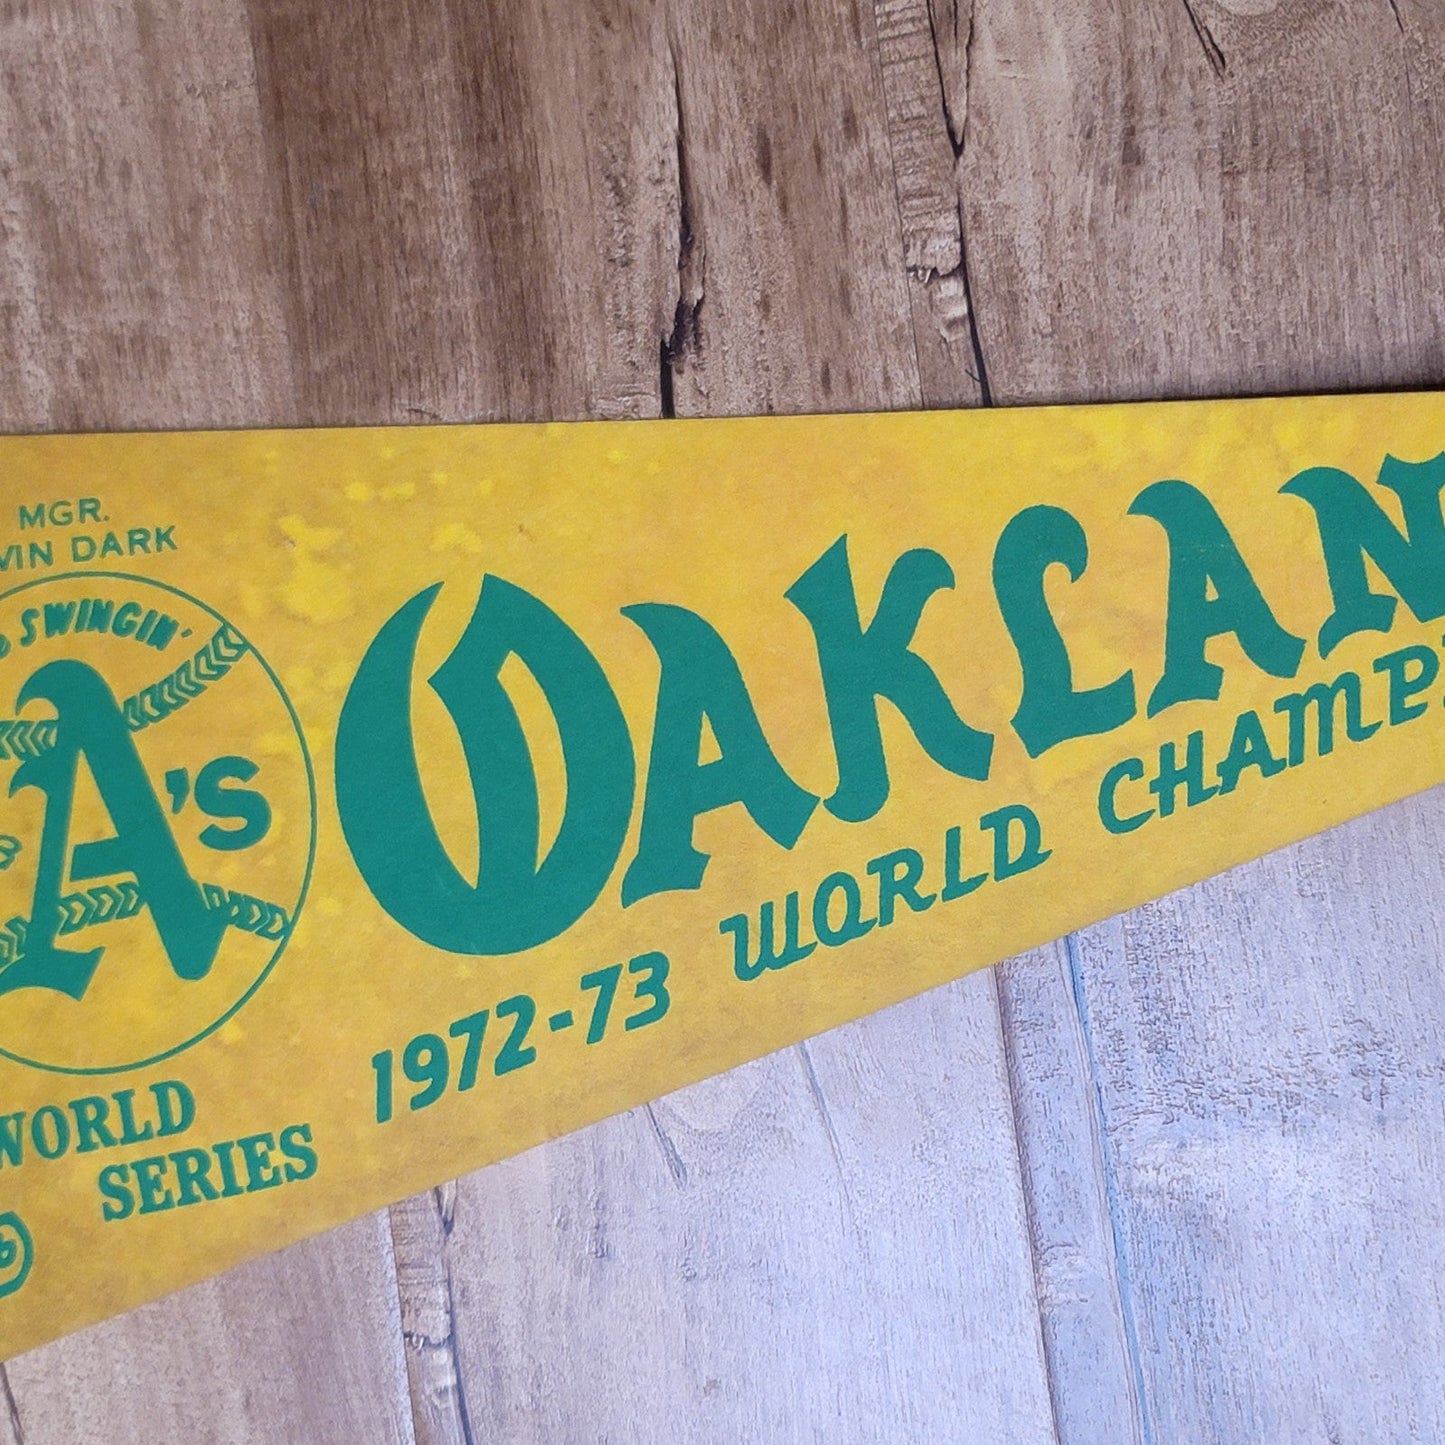 MGR.
VIN DARK
SWINGIN'
A's
OAKLAN
1972-73 WORLD CHAMP
WORLD
SERIES